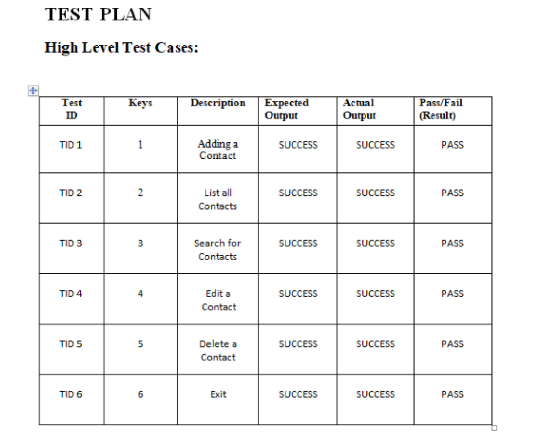 TEST PLAN
High Level Test Cases:
Test ID Keys Description Expected Output Actual Output Pass/Fail (Result)
TID 1 1 Adding a Contact SUCCESS SUCCESS PASS
TID 2 2 List all Contacts SUCCESS SUCCESS PASS
TID 3 3 Search for Contacts SUCCESS SUCCESS PASS
TID 4 4 Edit a Contact SUCCESS SUCCESS PASS
TID 5 5 Delete a Contact SUCCESS SUCCESS PASS
TID 6 6 Exit SUCCESS SUCCESS PASS